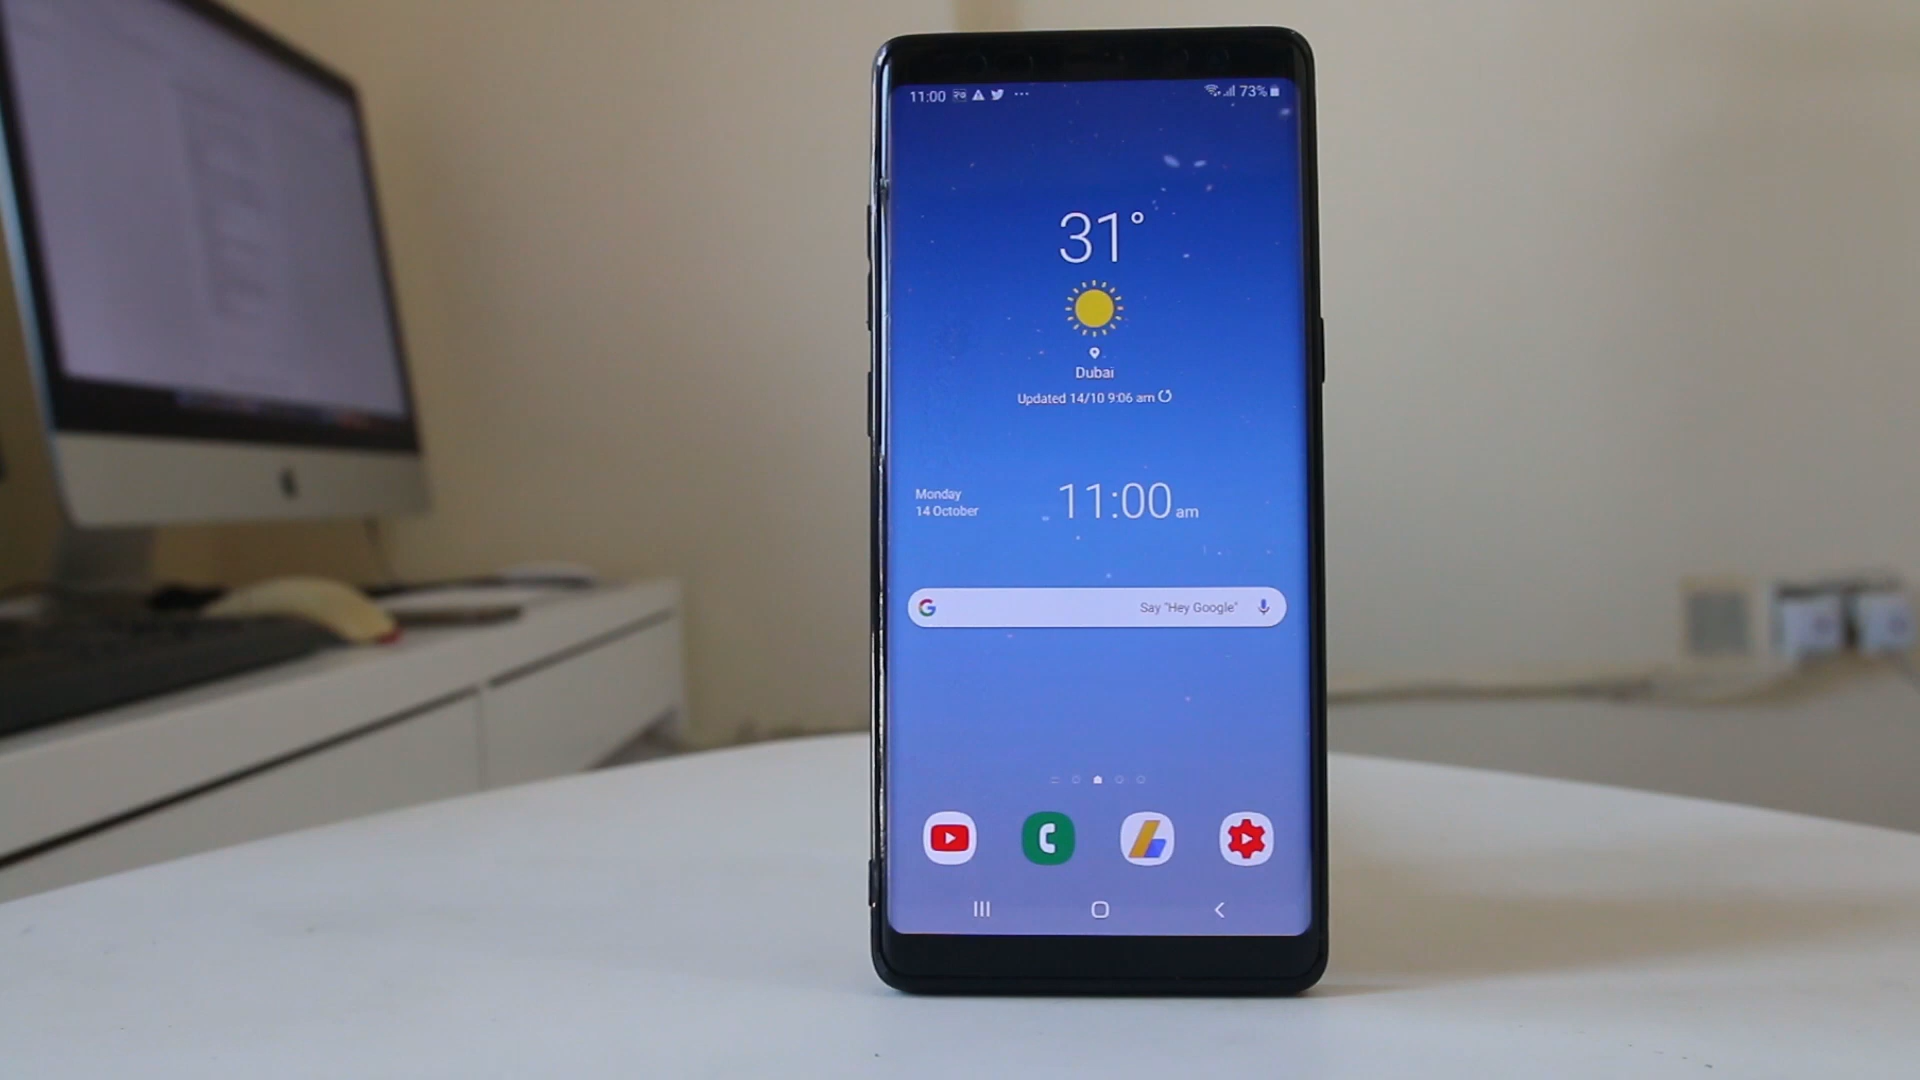 11:00
73%
31°
Dubai
Updated 14/10 9:06 am
Monday
14 October
11:00 am
Say "Hey Google"